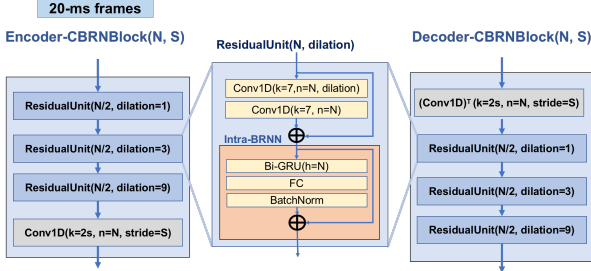 20-ms frames
Encoder-CBRNBlock(N, S)
ResidualUnit(N/2, dilation=1)
ResidualUnit(N/2, dilation=3)
ResidualUnit(N/2, dilation=9)
Conv1D(k=2s, n=N, stride=S)
ResidualUnit(N, dilation)
Conv1D(k=7,n=N, dilation)
Conv1D(k=7, n=N)
Intra-BRNN
Bi-GRU(h=N)
FC
BatchNorm
Decoder-CBRNBlock(N, S)
(Conv1D)ᵀ (k=2s, n=N, stride=S)
ResidualUnit(N/2, dilation=1)
ResidualUnit(N/2, dilation=3)
ResidualUnit(N/2, dilation=9)